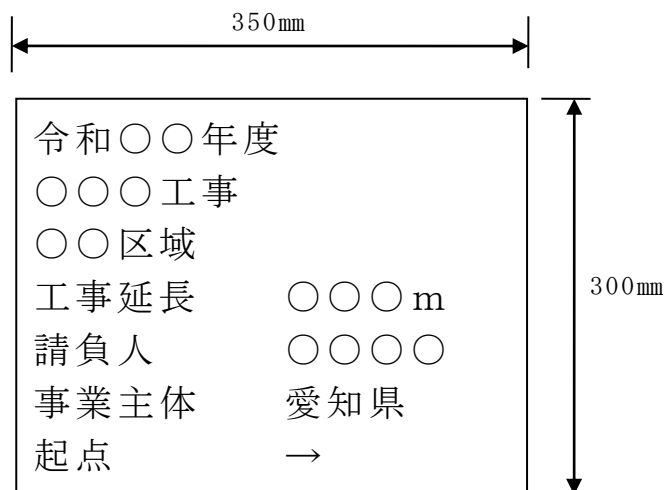 350㎜
令和○○年度
○○○工事
○○区域
工事延長　　○○○ｍ
請負人　　　○○○○
事業主体　　愛知県
起点　　　　→
300㎜